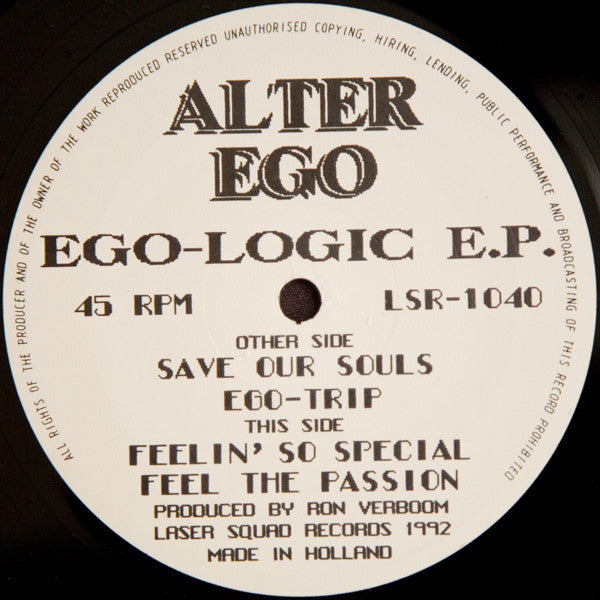 ALL RIGHTS OF THE PRODUCER AND OF THE OWNER OF THE WORK REPRODUCED RESERVED UNAUTHORISED COPYING, HIRING, LENDING, PUBLIC PERFORMANCE AND BROADCASTING OF THIS RECORD PROHIBITED
ALTER
EGO
EGO-LOGIC E.P.
45 RPM LSR-1040
OTHER SIDE
SAVE OUR SOULS
EGO-TRIP
THIS SIDE
FEELIN' SO SPECIAL
FEEL THE PASSION
PRODUCED BY RON VERBOOM
LASER SQUAD RECORDS 1992
MADE IN HOLLAND